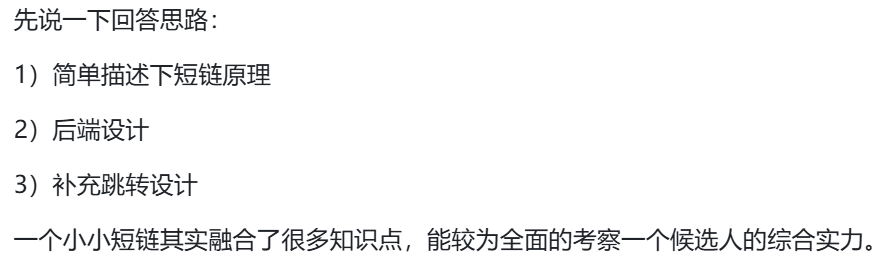 先说一下回答思路：
1）简单描述下短链原理
2）后端设计
3）补充跳转设计
一个小小短链其实融合了很多知识点，能较为全面的考察一个候选人的综合实力。